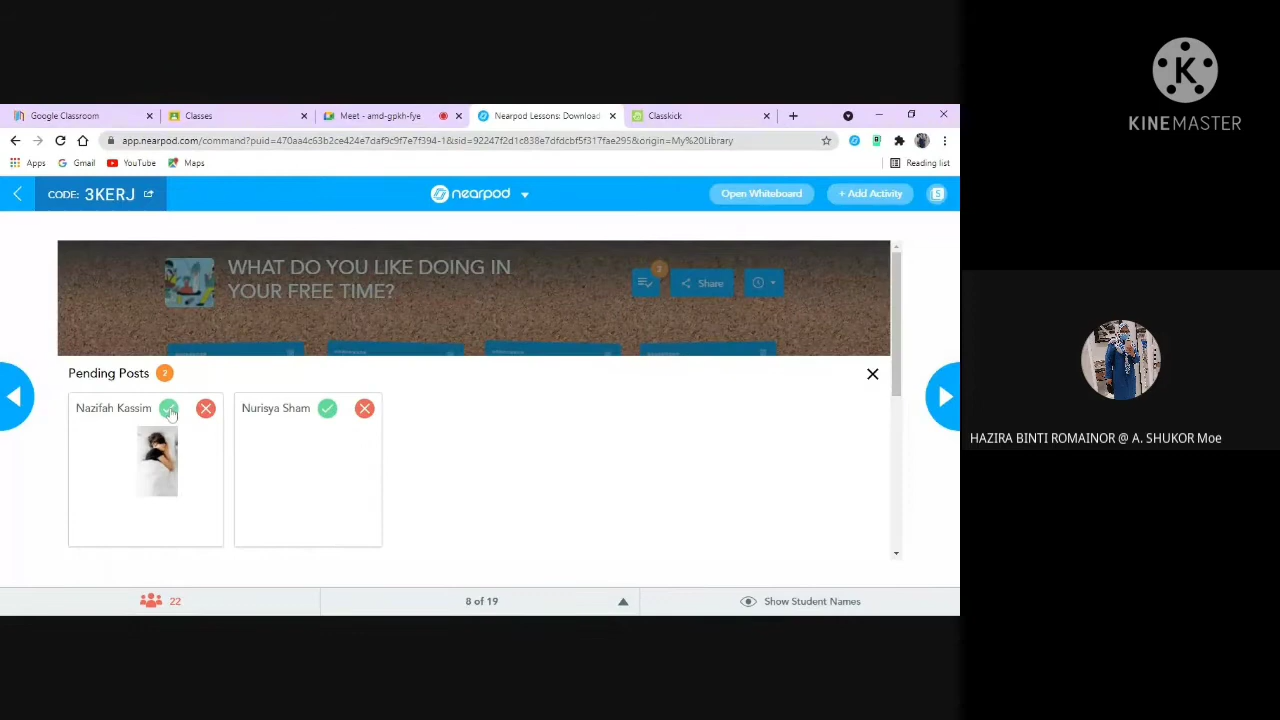 K
KINEMASTER
Google Classroom
Classes
Meet - amd-gpkh-fye
Nearpod Lessons: Download
Classkick
app.nearpod.com/command?puid=470aa4c63b2ce424e7daf9c9f7e7f394-1&sid=92247f2d1c838e7dfdcbf5f317fae295&origin=My%20Library
Apps
Gmail
YouTube
Maps
Reading list
CODE: 3KERJ
nearpod
Open Whiteboard
+ Add Activity
S
WHAT DO YOU LIKE DOING IN
YOUR FREE TIME?
Share
Pending Posts 2
Nazifah Kassim
Nurisya Sham
22
8 of 19
Show Student Names
HAZIRA BINTI ROMAINOR @ A. SHUKOR Moe